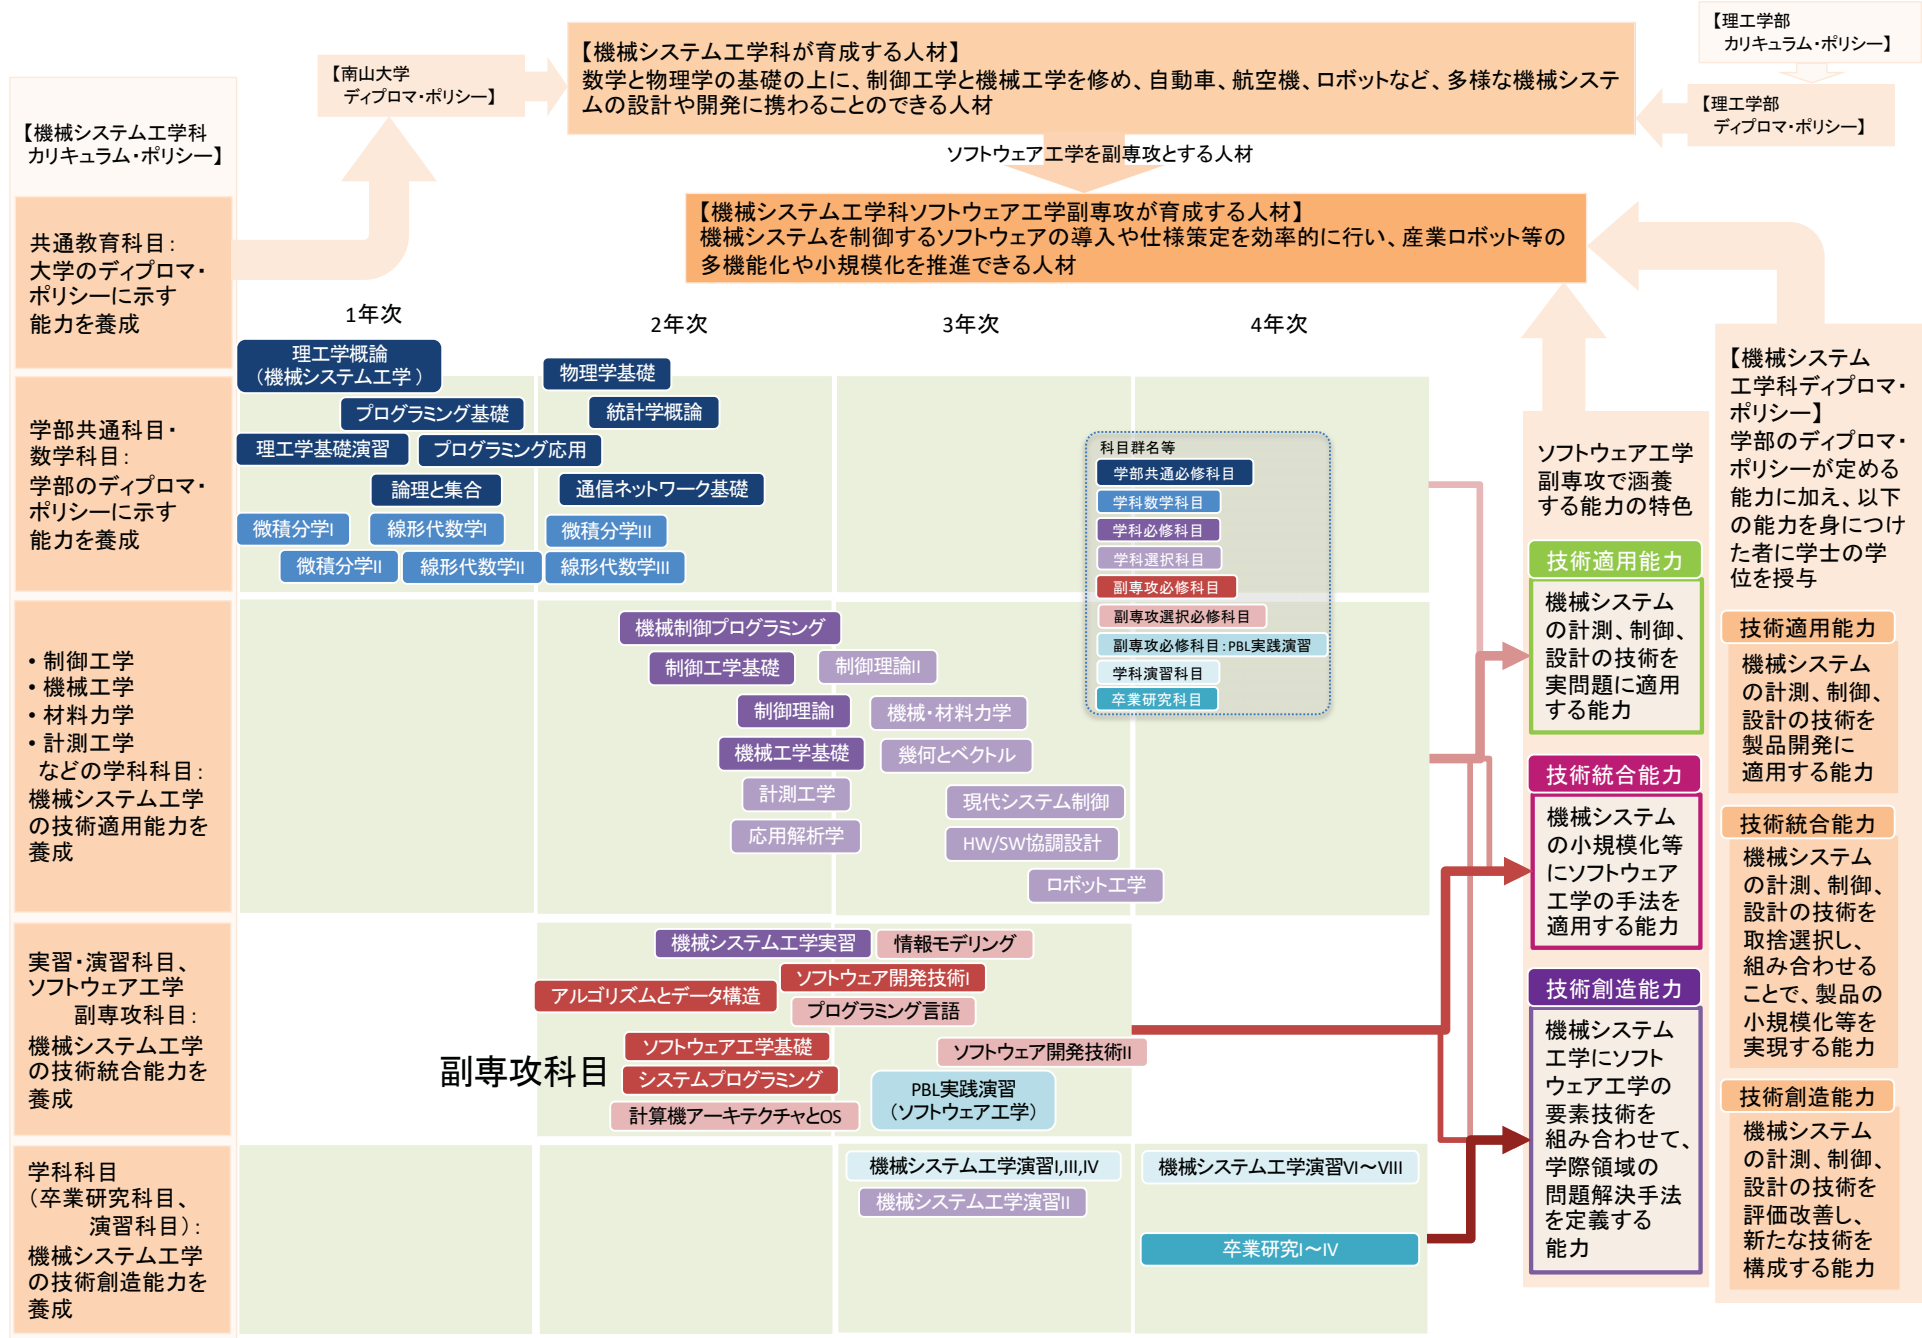 【機械システム工学科
カリキュラム・ポリシー】
【南山大学
ディプロマ・ポリシー】
【機械システム工学科が育成する人材】
数学と物理学の基礎の上に、制御工学と機械工学を修め、自動車、航空機、ロボットなど、多様な機械システ
ムの設計や開発に携わることのできる人材
【理工学部
カリキュラム・ポリシー】
【理工学部
ディプロマ・ポリシー】
ソフトウェア工学を副専攻とする人材
【機械システム工学科ソフトウェア工学副専攻が育成する人材】
機械システムを制御するソフトウェアの導入や仕様策定を効率的に行い、産業ロボット等の
多機能化や小規模化を推進できる人材
共通教育科目：
大学のディプロマ・
ポリシーに示す
能力を養成
1年次
2年次
3年次
4年次
学部共通科目・
数学科目：
学部のディプロマ・
ポリシーに示す
能力を養成
理工学概論
（機械システム工学）
プログラミング基礎
理工学基礎演習
プログラミング応用
論理と集合
微積分学I
線形代数学I
微積分学II
線形代数学II
物理学基礎
統計学概論
通信ネットワーク基礎
微積分学III
線形代数学III
科目群名等
学部共通必修科目
学科数学科目
学科必修科目
学科選択科目
副専攻必修科目
副専攻選択必修科目
副専攻必修科目：PBL実践演習
学科演習科目
卒業研究科目
・制御工学
・機械工学
・材料力学
・計測工学
などの学科科目：
機械システム工学
の技術適用能力を
養成
機械制御プログラミング
制御工学基礎
制御理論II
制御理論I
機械・材料力学
機械工学基礎
幾何とベクトル
計測工学
現代システム制御
応用解析学
HW/SW協調設計
ロボット工学
実習・演習科目、
ソフトウェア工学
副専攻科目：
機械システム工学
の技術統合能力を
養成
副専攻科目
機械システム工学実習
情報モデリング
ソフトウェア開発技術I
アルゴリズムとデータ構造
プログラミング言語
ソフトウェア工学基礎
ソフトウェア開発技術II
システムプログラミング
PBL実践演習
（ソフトウェア工学）
計算機アーキテクチャとOS
学科科目
（卒業研究科目、
演習科目）：
機械システム工学
の技術創造能力を
養成
機械システム工学演習I,III,IV
機械システム工学演習II
機械システム工学演習VI～VIII
卒業研究I～IV
ソフトウェア工学
副専攻で涵養
する能力の特色
技術適用能力
機械システム
の計測、制御、
設計の技術を
実問題に適用
する能力
技術統合能力
機械システム
の小規模化等
にソフトウェア
工学の手法を
適用する能力
技術創造能力
機械システム
工学にソフト
ウェア工学の
要素技術を
組み合わせて、
学際領域の
問題解決手法
を定義する
能力
【機械システム
工学科ディプロマ・
ポリシー】
学部のディプロマ・
ポリシーが定める
能力に加え、以下
の能力を身につけ
た者に学士の学
位を授与
技術適用能力
機械システム
の計測、制御、
設計の技術を
製品開発に
適用する能力
技術統合能力
機械システム
の計測、制御、
設計の技術を
取捨選択し、
組み合わせる
ことで、製品の
小規模化等を
実現する能力
技術創造能力
機械システム
の計測、制御、
設計の技術を
評価改善し、
新たな技術を
構成する能力